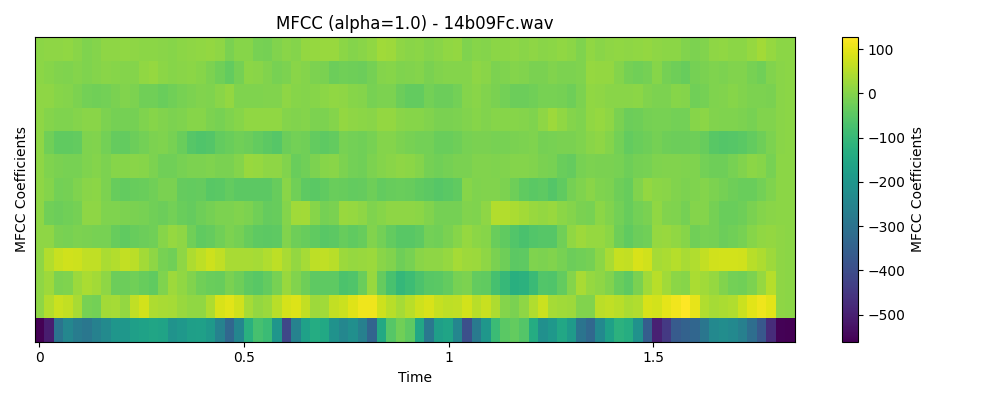 MFCC (alpha=1.0) - 14b09Fc.wav
MFCC Coefficients
0
0.5
1
1.5
Time
100
0
−100
−200
−300
−400
−500
MFCC Coefficients